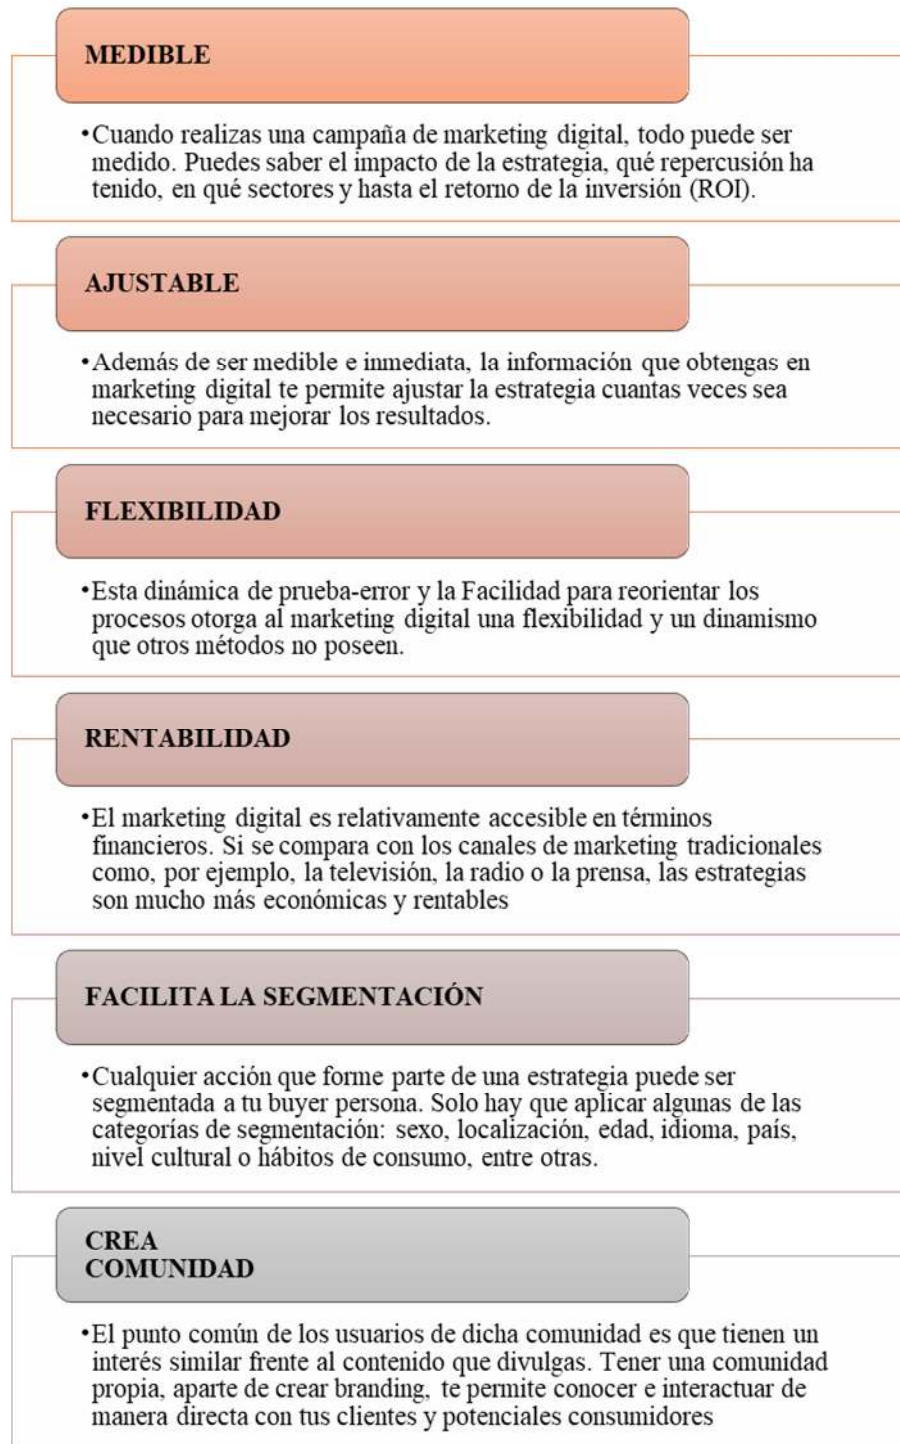 MEDIBLE
•Cuando realizas una campaña de marketing digital, todo puede ser
medido. Puedes saber el impacto de la estrategia, qué repercusión ha
tenido, en qué sectores y hasta el retorno de la inversión (ROI).
AJUSTABLE
•Además de ser medible e inmediata, la información que obtengas en
marketing digital te permite ajustar la estrategia cuantas veces sea
necesario para mejorar los resultados.
FLEXIBILIDAD
•Esta dinámica de prueba-error y la Facilidad para reorientar los
procesos otorga al marketing digital una flexibilidad y un dinamismo
que otros métodos no poseen.
RENTABILIDAD
•El marketing digital es relativamente accesible en términos
financieros. Si se compara con los canales de marketing tradicionales
como, por ejemplo, la televisión, la radio o la prensa, las estrategias
son mucho más económicas y rentables
FACILITA LA SEGMENTACIÓN
•Cualquier acción que forme parte de una estrategia puede ser
segmentada a tu buyer persona. Solo hay que aplicar algunas de las
categorías de segmentación: sexo, localización, edad, idioma, país,
nivel cultural o hábitos de consumo, entre otras.
CREA
COMUNIDAD
•El punto común de los usuarios de dicha comunidad es que tienen un
interés similar frente al contenido que divulgas. Tener una comunidad
propia, aparte de crear branding, te permite conocer e interactuar de
manera directa con tus clientes y potenciales consumidores